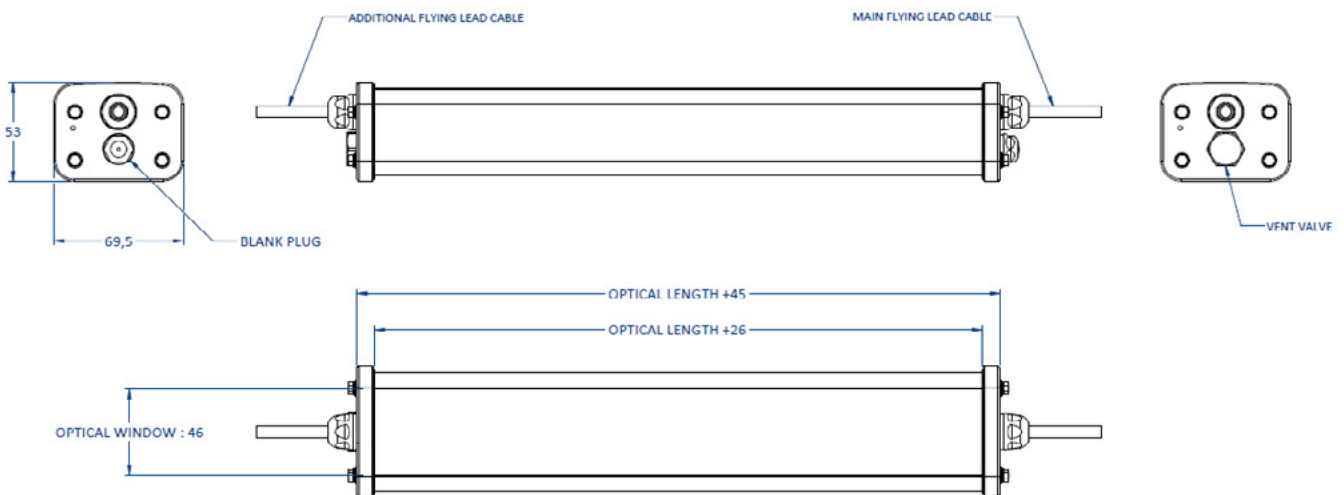 ADDITIONAL FLYING LEAD CABLE
MAIN FLYING LEAD CABLE
53
69,5
BLANK PLUG
VENT VALVE
OPTICAL LENGTH +45
OPTICAL LENGTH +26
OPTICAL WINDOW : 46